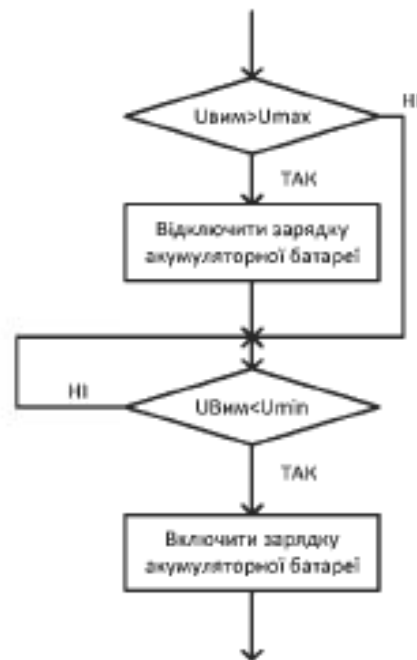 Uвим>Umax
НІ
ТАК
Відключити зарядку
акумуляторної батареї
НІ
UВим<Umin
ТАК
Включити зарядку
акумуляторної батареї